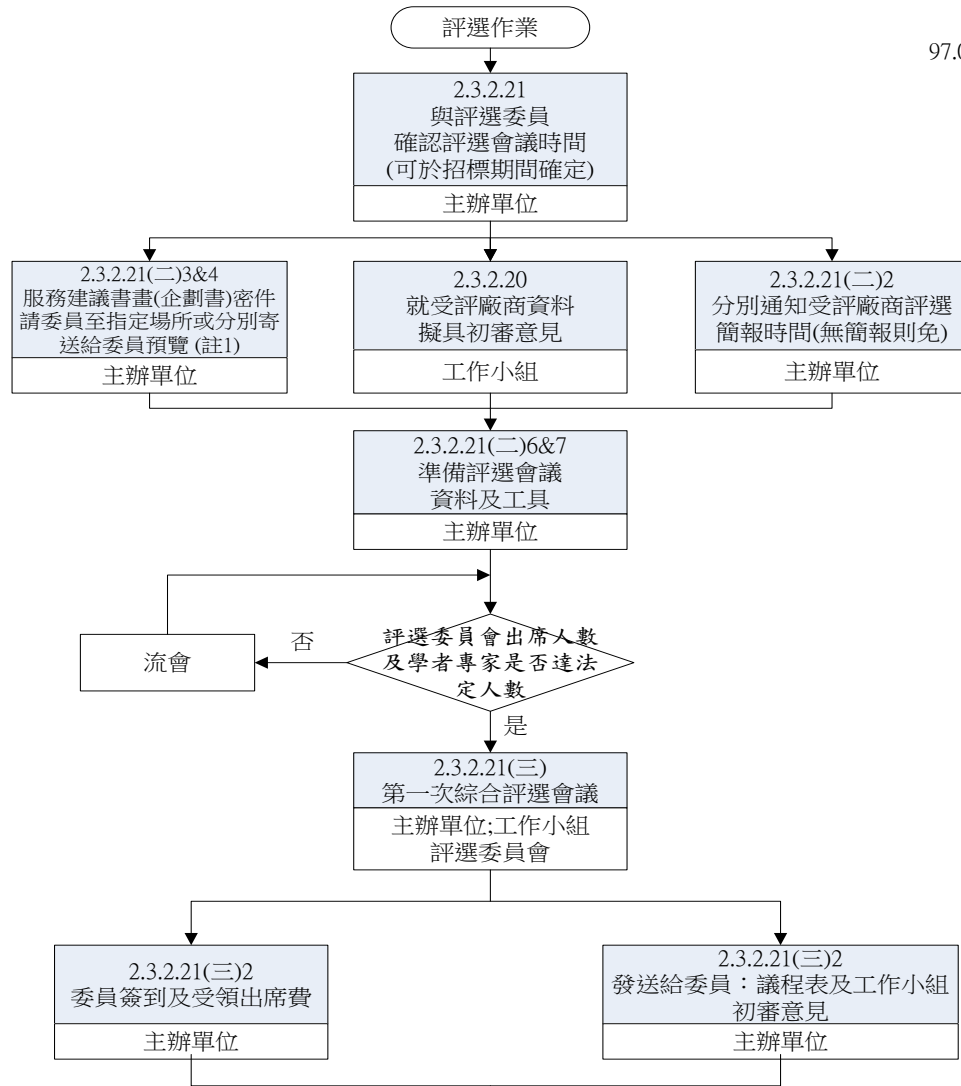 評選作業
97.0
2.3.2.21
與評選委員
確認評選會議時間
(可於招標期間確定)
主辦單位
2.3.2.21(二)3&4
服務建議書畫(企劃書)密件
請委員至指定場所或分別寄
送給委員預覽 (註1)
主辦單位
2.3.2.20
就受評廠商資料
擬具初審意見
工作小組
2.3.2.21(二)2
分別通知受評廠商評選
簡報時間(無簡報則免)
主辦單位
2.3.2.21(二)6&7
準備評選會議
資料及工具
主辦單位
評選委員會出席人數
及學者專家是否達法
定人數
否
流會
是
2.3.2.21(三)
第一次綜合評選會議
主辦單位;工作小組
評選委員會
2.3.2.21(三)2
委員簽到及受領出席費
主辦單位
2.3.2.21(三)2
發送給委員：議程表及工作小組
初審意見
主辦單位